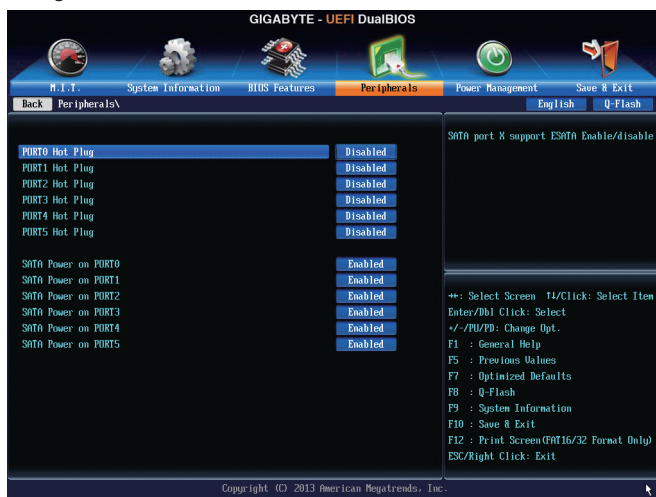 GIGABYTE - UEFI DualBIOS
M.I.T. System Information BIOS Features Peripherals Power Management Save & Exit
Back Peripherals\ English Q-Flash
PORT0 Hot Plug Disabled
PORT1 Hot Plug Disabled
PORT2 Hot Plug Disabled
PORT3 Hot Plug Disabled
PORT4 Hot Plug Disabled
PORT5 Hot Plug Disabled
SATA Power on PORT0 Enabled
SATA Power on PORT1 Enabled
SATA Power on PORT2 Enabled
SATA Power on PORT3 Enabled
SATA Power on PORT4 Enabled
SATA Power on PORT5 Enabled
SATA port X support ESATA Enable/disable
→←: Select Screen ↑↓/Click: Select Item
Enter/Dbl Click: Select
+/-/PU/PD: Change Opt.
F1 : General Help
F5 : Previous Values
F7 : Optimized Defaults
F8 : Q-Flash
F9 : System Information
F10 : Save & Exit
F12 : Print Screen(FAT16/32 Format Only)
ESC/Right Click: Exit
Copyright (C) 2013 American Megatrends, Inc.